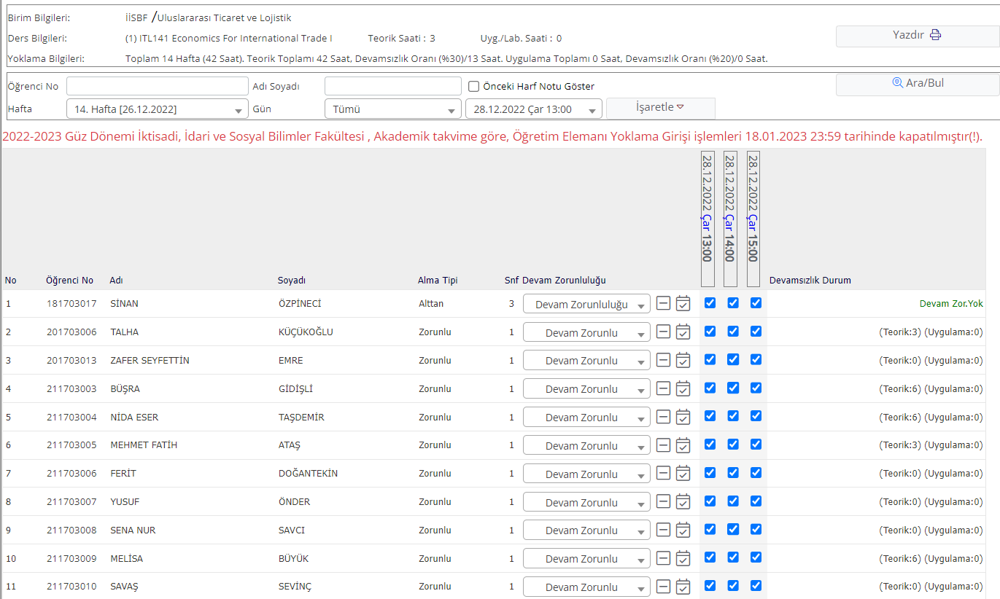 Birim Bilgileri: İİSBF /Uluslararası Ticaret ve Lojistik
Ders Bilgileri: (1) ITL141 Economics For International Trade I Teorik Saati : 3 Uyg./Lab. Saati : 0
Yazdır
Yoklama Bilgileri: Toplam 14 Hafta (42 Saat). Teorik Toplamı 42 Saat, Devamsızlık Oranı (%30)/13 Saat. Uygulama Toplamı 0 Saat, Devamsızlık Oranı (%20)/0 Saat.
Öğrenci No Adı Soyadı Önceki Harf Notu Göster Ara/Bul
Hafta 14. Hafta [26.12.2022] Gün Tümü 28.12.2022 Çar 13:00 İşaretle
2022-2023 Güz Dönemi İktisadi, İdari ve Sosyal Bilimler Fakültesi , Akademik takvime göre, Öğretim Elemanı Yoklama Girişi işlemleri 18.01.2023 23:59 tarihinde kapatılmıştır(!).
28.12.2022 Çar 13:00
28.12.2022 Çar 14:00
28.12.2022 Çar 15:00
No Öğrenci No Adı Soyadı Alma Tipi Snf Devam Zorunluluğu Devamsızlık Durum
1 181703017 SİNAN ÖZPİNECİ Alttan 3 Devam Zorunluluğu Devam Zor.Yok
2 201703006 TALHA KÜÇÜKOĞLU Zorunlu 1 Devam Zorunlu (Teorik:3) (Uygulama:0)
3 201703013 ZAFER SEYFETTİN EMRE Zorunlu 1 Devam Zorunlu (Teorik:0) (Uygulama:0)
4 211703003 BÜŞRA GİDİŞLİ Zorunlu 1 Devam Zorunlu (Teorik:6) (Uygulama:0)
5 211703004 NİDA ESER TAŞDEMİR Zorunlu 1 Devam Zorunlu (Teorik:6) (Uygulama:0)
6 211703005 MEHMET FATİH ATAŞ Zorunlu 1 Devam Zorunlu (Teorik:3) (Uygulama:0)
7 211703006 FERİT DOĞANTEKİN Zorunlu 1 Devam Zorunlu (Teorik:0) (Uygulama:0)
8 211703007 YUSUF ÖNDER Zorunlu 1 Devam Zorunlu (Teorik:0) (Uygulama:0)
9 211703008 SENA NUR SAVCI Zorunlu 1 Devam Zorunlu (Teorik:0) (Uygulama:0)
10 211703009 MELİSA BÜYÜK Zorunlu 1 Devam Zorunlu (Teorik:6) (Uygulama:0)
11 211703010 SAVAŞ SEVİNÇ Zorunlu 1 Devam Zorunlu (Teorik:0) (Uygulama:0)